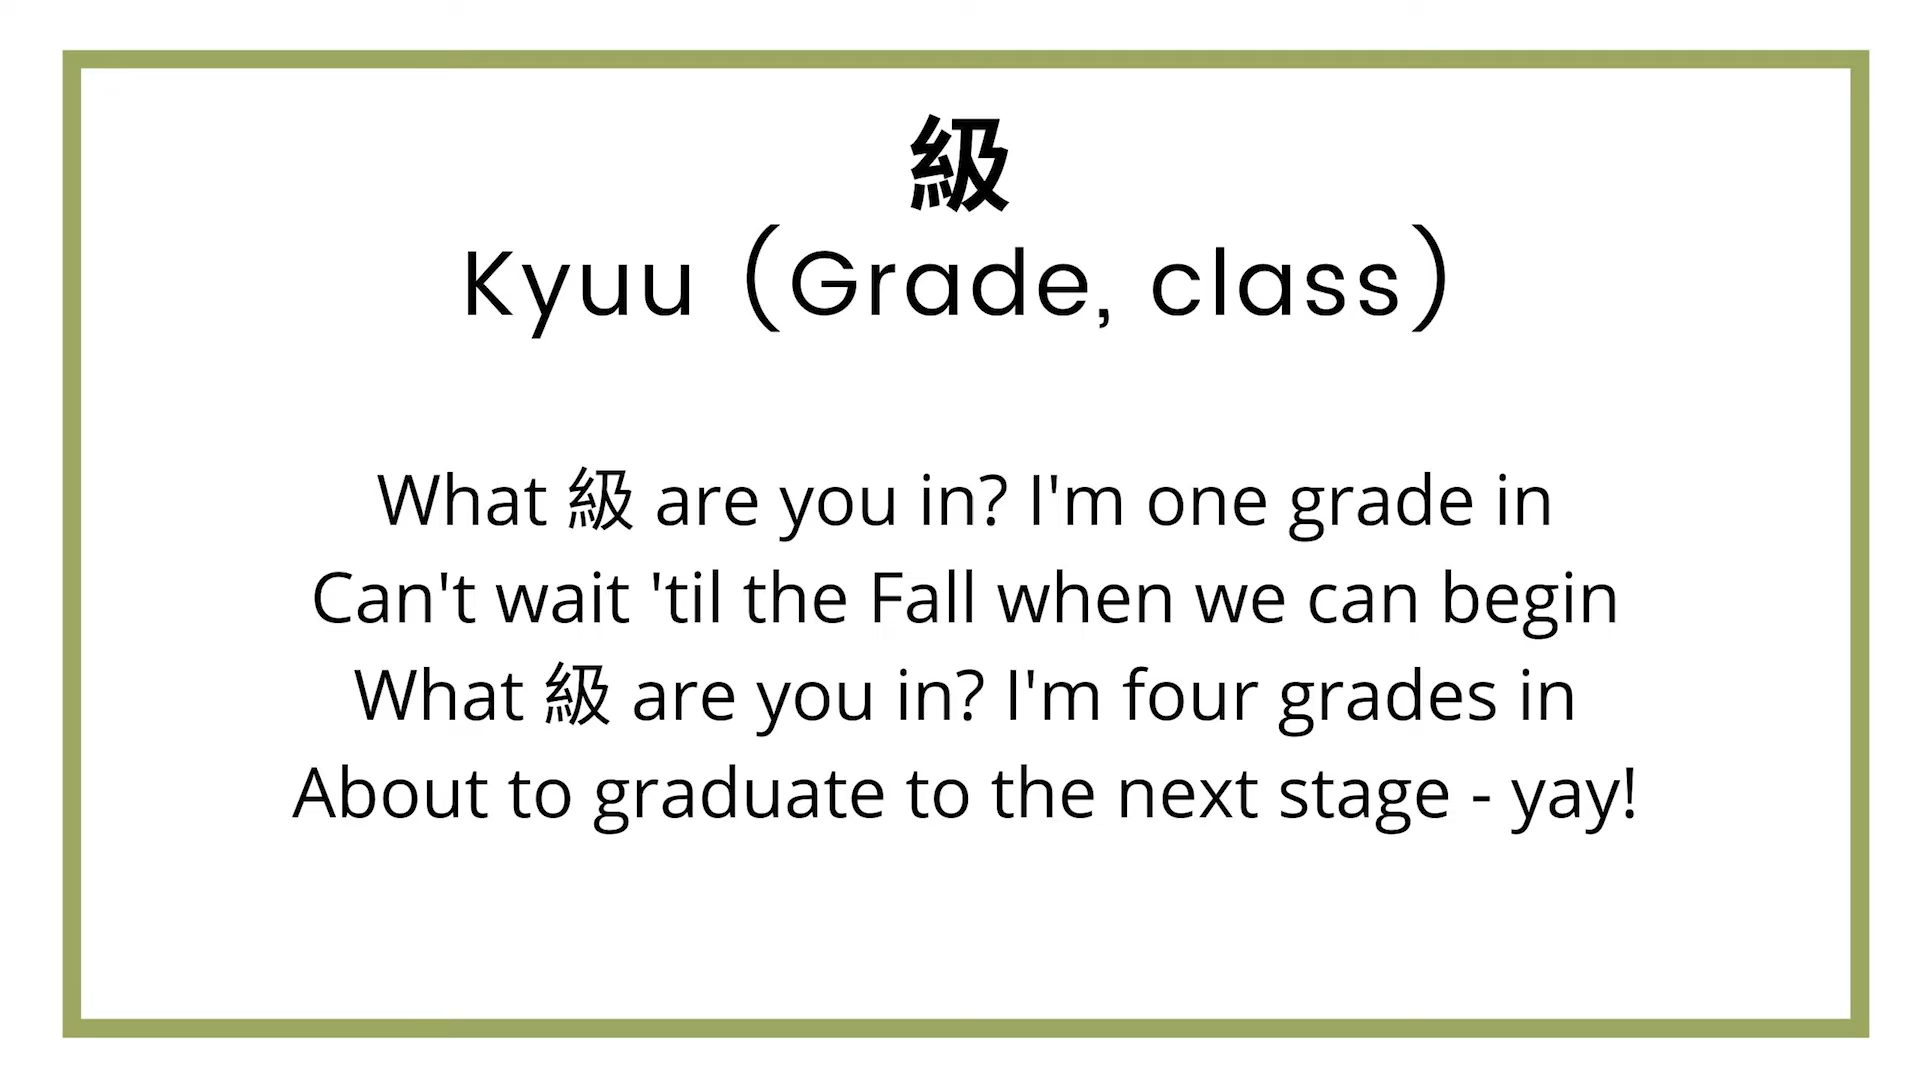 級
Kyuu (Grade, class)
What 級 are you in? I'm one grade in
Can't wait 'til the Fall when we can begin
What 級 are you in? I'm four grades in
About to graduate to the next stage - yay!